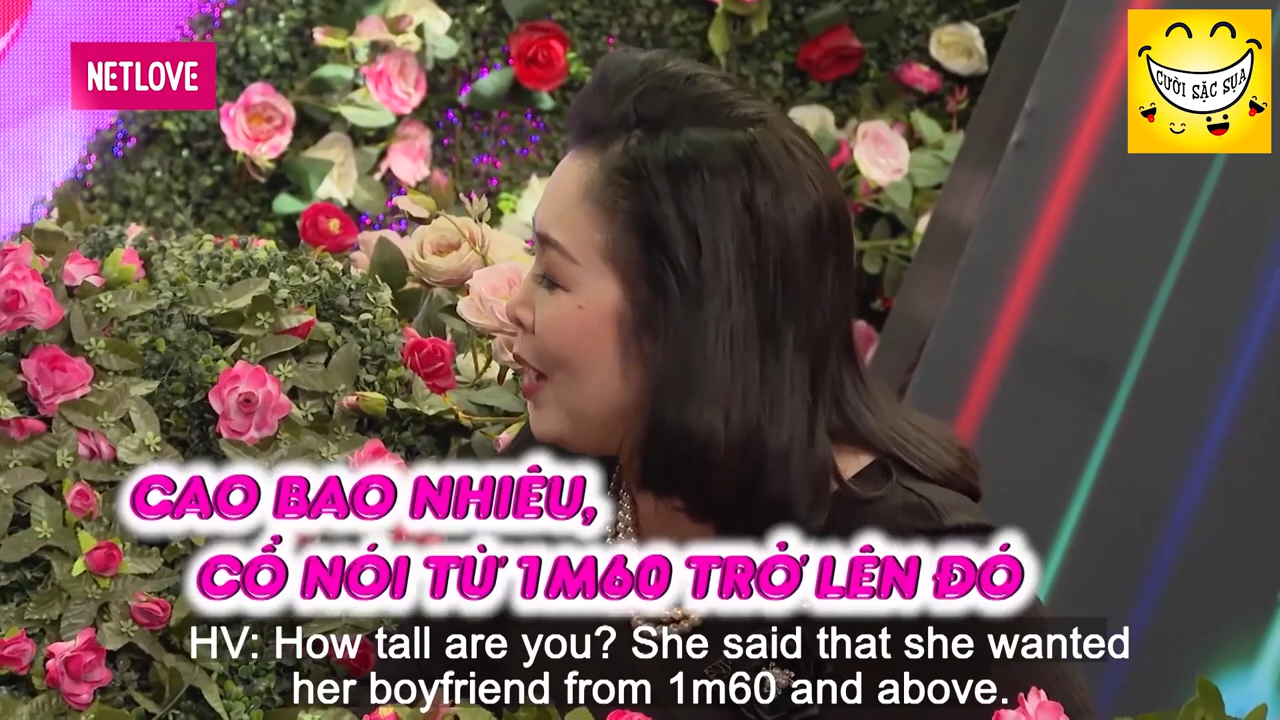 NETLOVE
CƯỜI SẶC SỤA
CAO BAO NHIÊU,
CỔ NÓI TỪ 1M60 TRỞ LÊN ĐÓ
HV: How tall are you? She said that she wanted
her boyfriend from 1m60 and above.